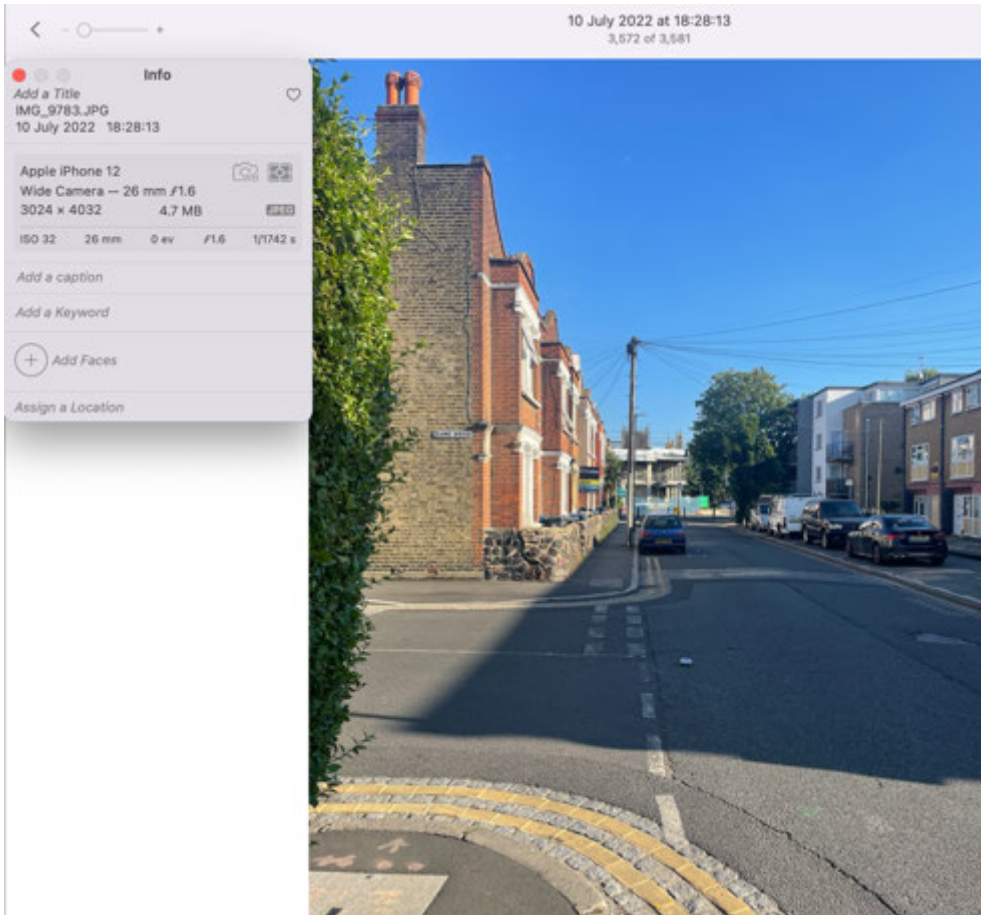 10 July 2022 at 18:28:13
3,572 of 3,581
Info
Add a Title
IMG_9783.JPG
10 July 2022 18:28:13
Apple iPhone 12
Wide Camera — 26 mm ƒ1.6
3024 × 4032 4.7 MB JPEG
ISO 32 26 mm 0 ev ƒ1.6 1/1742 s
Add a caption
Add a Keyword
Add Faces
Assign a Location